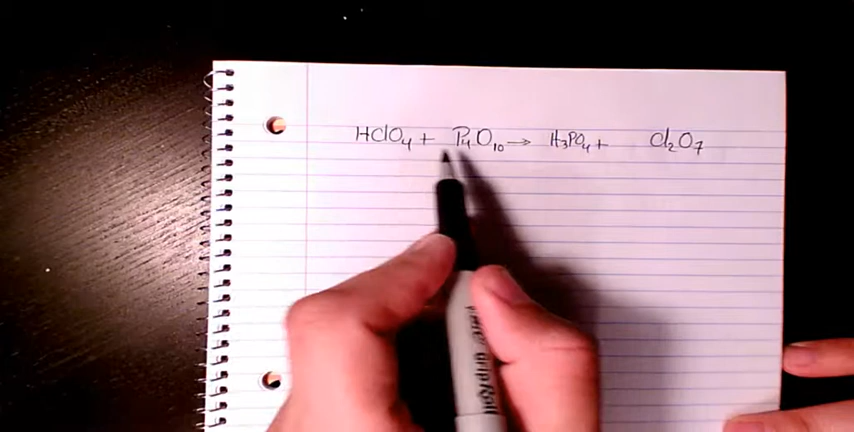 HClO₄ + P₄O₁₀ → H₃PO₄ + Cl₂O₇